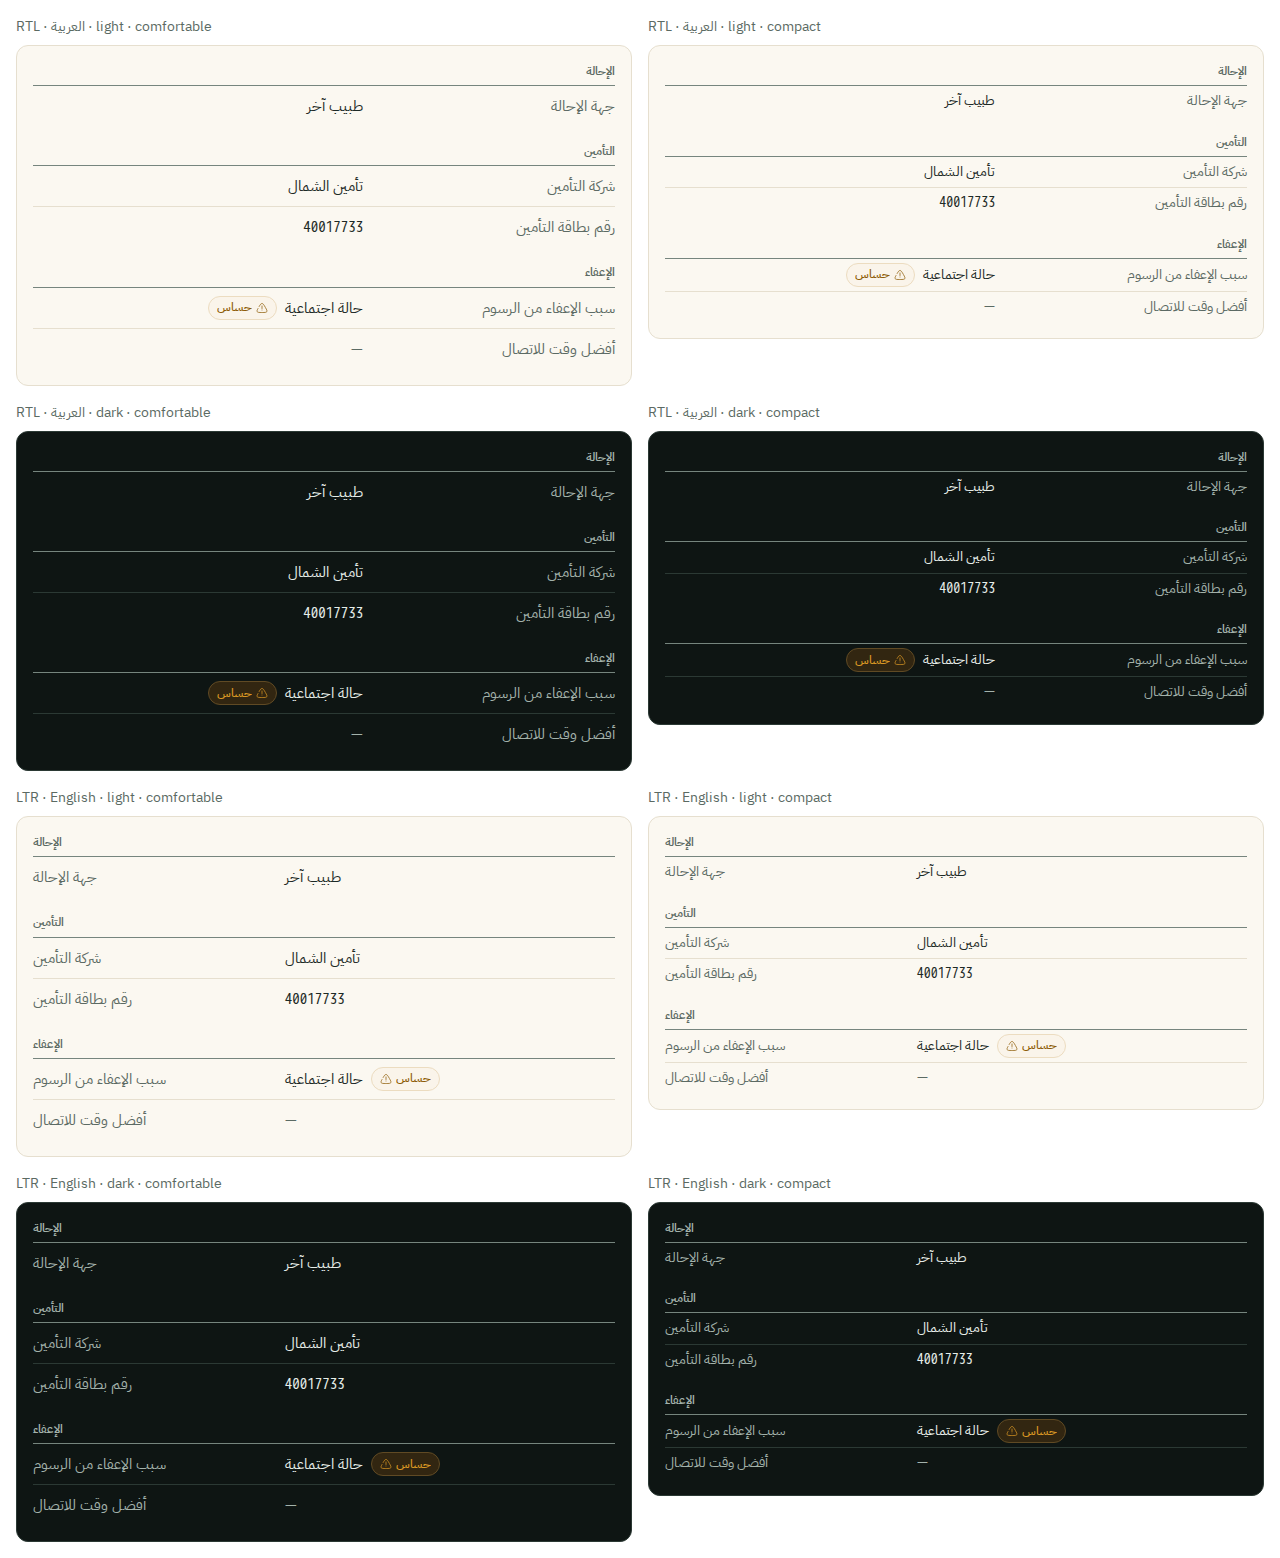 RTL · العربية · light · comfortable
الإحالة
جهة الإحالة طبيب آخر
التأمين
شركة التأمين تأمين الشمال
رقم بطاقة التأمين 40017733
الإعفاء
سبب الإعفاء من الرسوم حالة اجتماعية حساس
أفضل وقت للاتصال —
RTL · العربية · light · compact
الإحالة
جهة الإحالة طبيب آخر
التأمين
شركة التأمين تأمين الشمال
رقم بطاقة التأمين 40017733
الإعفاء
سبب الإعفاء من الرسوم حالة اجتماعية حساس
أفضل وقت للاتصال —
RTL · العربية · dark · comfortable
الإحالة
جهة الإحالة طبيب آخر
التأمين
شركة التأمين تأمين الشمال
رقم بطاقة التأمين 40017733
الإعفاء
سبب الإعفاء من الرسوم حالة اجتماعية حساس
أفضل وقت للاتصال —
RTL · العربية · dark · compact
الإحالة
جهة الإحالة طبيب آخر
التأمين
شركة التأمين تأمين الشمال
رقم بطاقة التأمين 40017733
الإعفاء
سبب الإعفاء من الرسوم حالة اجتماعية حساس
أفضل وقت للاتصال —
LTR · English · light · comfortable
الإحالة
جهة الإحالة طبيب آخر
التأمين
شركة التأمين تأمين الشمال
رقم بطاقة التأمين 40017733
الإعفاء
سبب الإعفاء من الرسوم حالة اجتماعية حساس
أفضل وقت للاتصال —
LTR · English · light · compact
الإحالة
جهة الإحالة طبيب آخر
التأمين
شركة التأمين تأمين الشمال
رقم بطاقة التأمين 40017733
الإعفاء
سبب الإعفاء من الرسوم حالة اجتماعية حساس
أفضل وقت للاتصال —
LTR · English · dark · comfortable
الإحالة
جهة الإحالة طبيب آخر
التأمين
شركة التأمين تأمين الشمال
رقم بطاقة التأمين 40017733
الإعفاء
سبب الإعفاء من الرسوم حالة اجتماعية حساس
أفضل وقت للاتصال —
LTR · English · dark · compact
الإحالة
جهة الإحالة طبيب آخر
التأمين
شركة التأمين تأمين الشمال
رقم بطاقة التأمين 40017733
الإعفاء
سبب الإعفاء من الرسوم حالة اجتماعية حساس
أفضل وقت للاتصال —